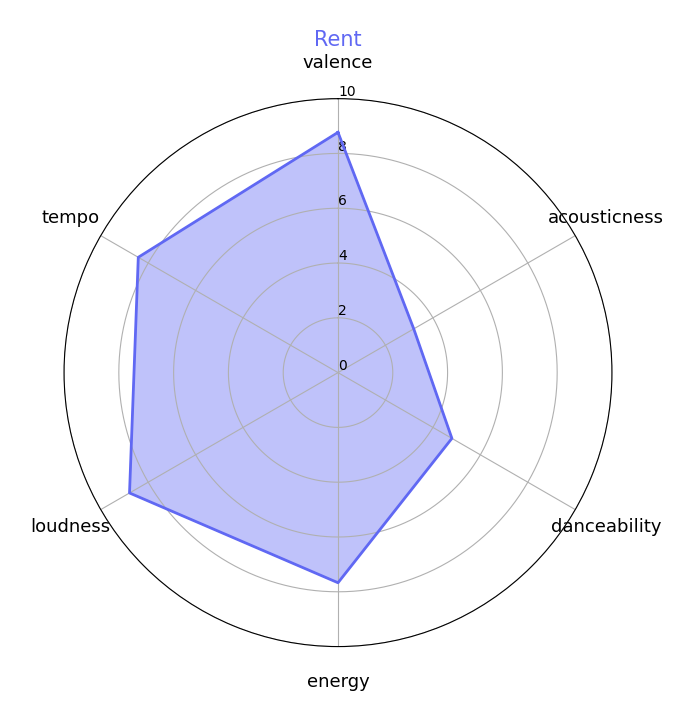 Rent
valence
10
8
tempo
acousticness
6
4
2
0
loudness
danceability
energy